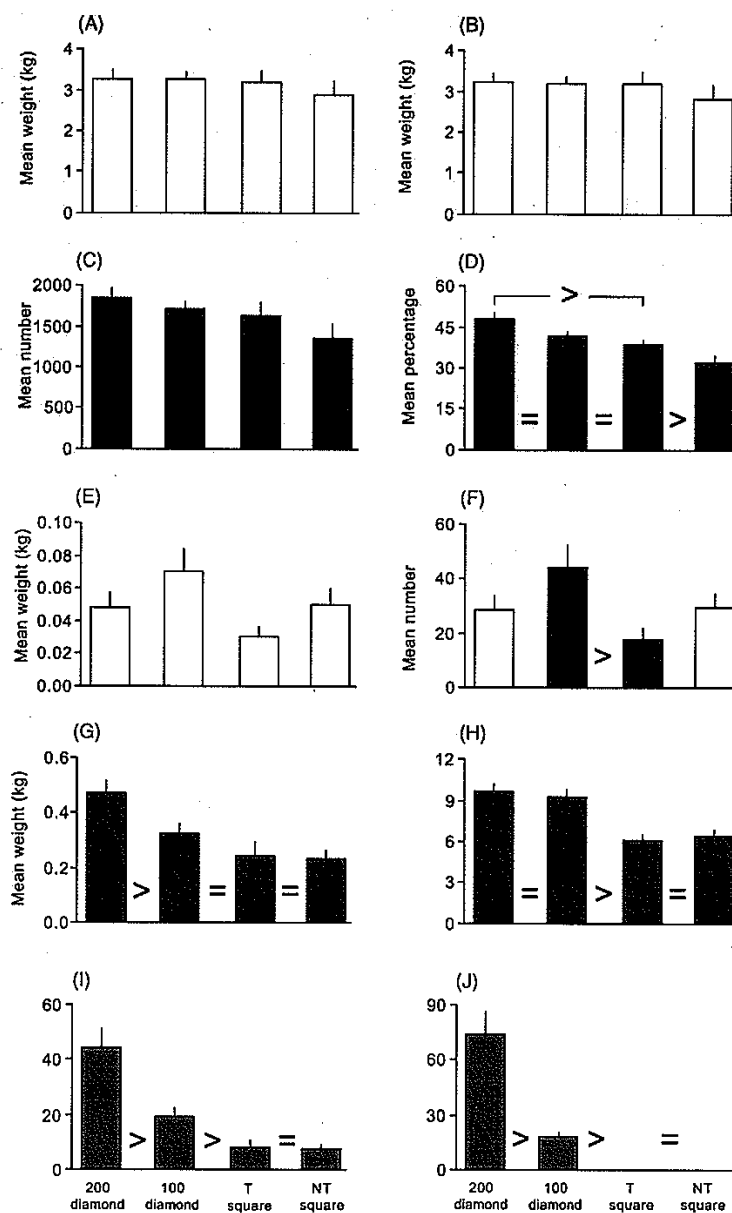 (A)
Mean weight (kg)
4
3
2
1
0
(B)
Mean weight (kg)
4
3
2
1
0
(C)
Mean number
2000
1500
1000
500
0
(D)
Mean percentage
60
45
30
15
0
>
= = >
(E)
Mean weight (kg)
0.10
0.08
0.06
0.04
0.02
0.00
(F)
Mean number
60
40
20
0
>
(G)
Mean weight (kg)
0.6
0.4
0.2
0.0
> = =
(H)
12
9
6
3
0
= > =
(I)
60
40
20
0
> > =
200 100 T NT
diamond diamond square square
(J)
90
60
30
0
> > =
200 100 T NT
diamond diamond square square